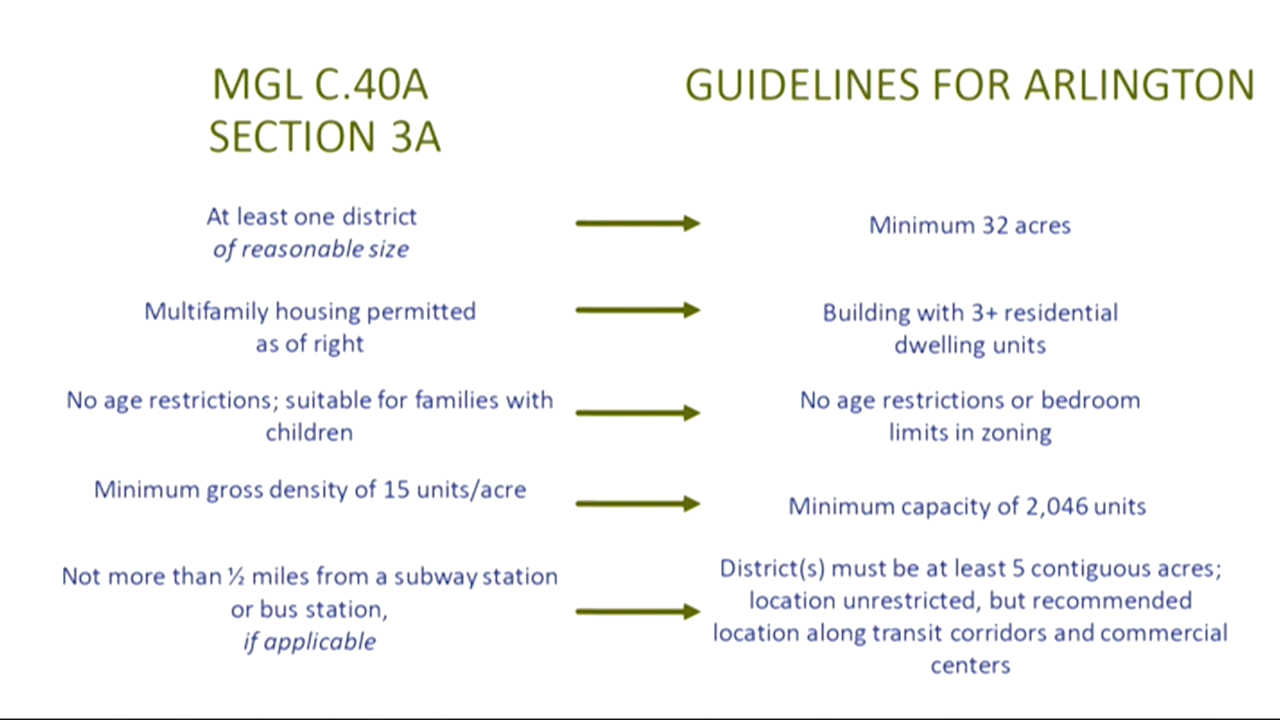 MGL C.40A
SECTION 3A
GUIDELINES FOR ARLINGTON
At least one district
of reasonable size
Minimum 32 acres
Multifamily housing permitted
as of right
Building with 3+ residential
dwelling units
No age restrictions; suitable for families with
children
No age restrictions or bedroom
limits in zoning
Minimum gross density of 15 units/acre
Minimum capacity of 2,046 units
Not more than ½ miles from a subway station
or bus station,
if applicable
District(s) must be at least 5 contiguous acres;
location unrestricted, but recommended
location along transit corridors and commercial
centers